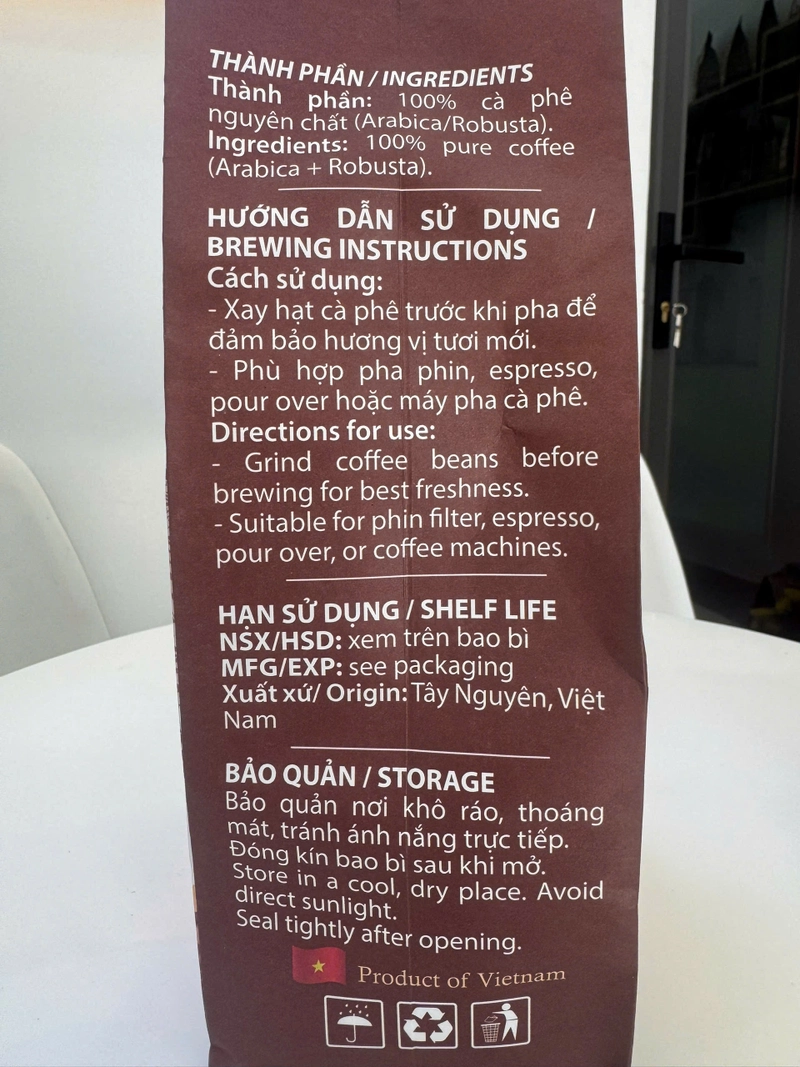 THÀNH PHẦN / INGREDIENTS
Thành phần: 100% cà phê
nguyên chất (Arabica/Robusta).
Ingredients: 100% pure coffee
(Arabica + Robusta).
HƯỚNG DẪN SỬ DỤNG /
BREWING INSTRUCTIONS
Cách sử dụng:
- Xay hạt cà phê trước khi pha để
đảm bảo hương vị tươi mới.
- Phù hợp pha phin, espresso,
pour over hoặc máy pha cà phê.
Directions for use:
- Grind coffee beans before
brewing for best freshness.
- Suitable for phin filter, espresso,
pour over, or coffee machines.
HẠN SỬ DỤNG / SHELF LIFE
NSX/HSD: xem trên bao bì
MFG/EXP: see packaging
Xuất xứ/ Origin: Tây Nguyên, Việt
Nam
BẢO QUẢN / STORAGE
Bảo quản nơi khô ráo, thoáng
mát, tránh ánh nắng trực tiếp.
Đóng kín bao bì sau khi mở.
Store in a cool, dry place. Avoid
direct sunlight.
Seal tightly after opening.
Product of Vietnam